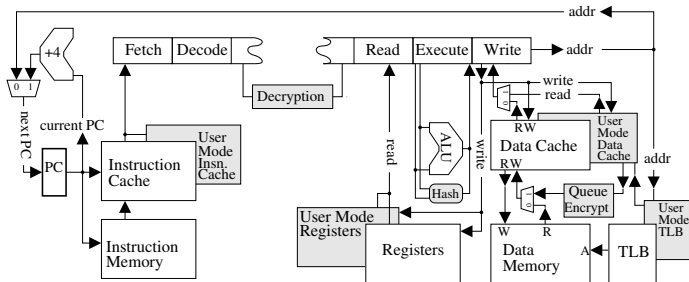 addr
+4
0 1
next PC
current PC
PC
Fetch
Decode
Read
Execute
Write
addr
Decryption
write
read
1 0
User
Mode
Insn.
Cache
Instruction
Cache
Instruction
Memory
read
ALU
Hash
write
RW
Data Cache
RW
User
Mode
Data
Cache
addr
Queue
Encrypt
1 0
User Mode
Registers
Registers
W
R
Data
Memory
A
User
Mode
TLB
TLB